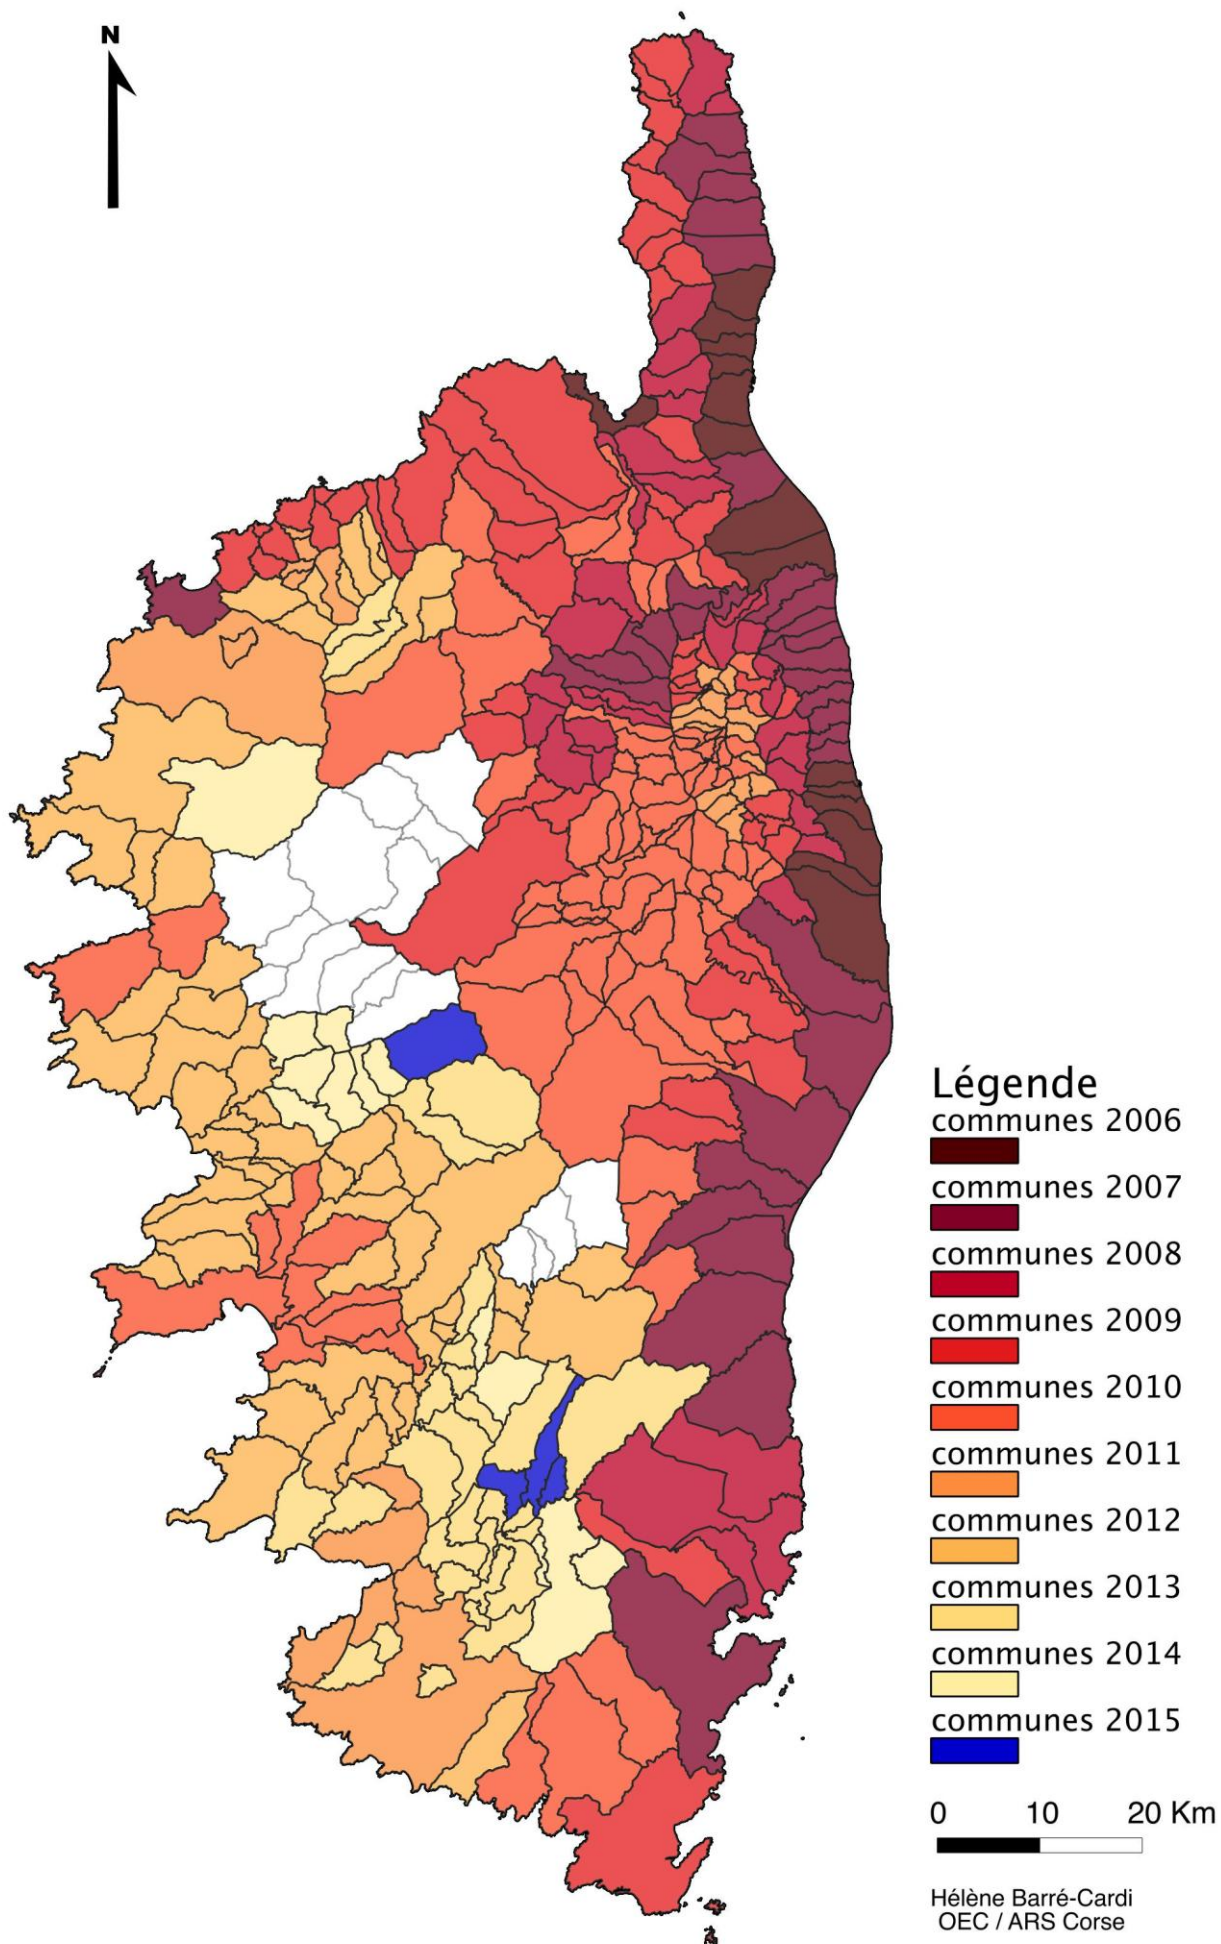 N
Légende
communes 2006
communes 2007
communes 2008
communes 2009
communes 2010
communes 2011
communes 2012
communes 2013
communes 2014
communes 2015
0 10 20 Km
Hélène Barré-Cardi
OEC / ARS Corse